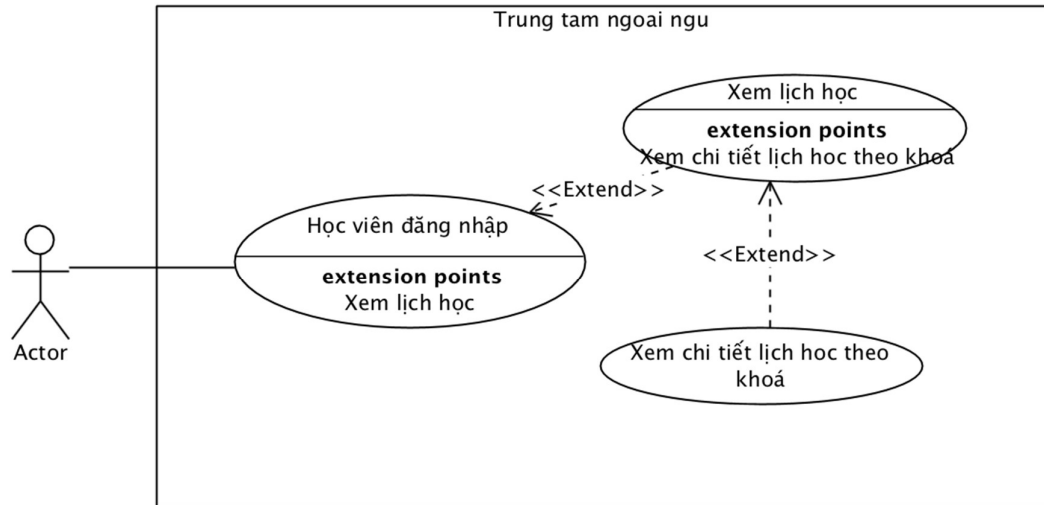 Trung tam ngoai ngu
Xem lịch học
extension points
Xem chi tiết lịch hoc theo khoá
<<Extend>>
Học viên đăng nhập
extension points
Xem lịch học
<<Extend>>
Actor
Xem chi tiết lịch hoc theo
khoá